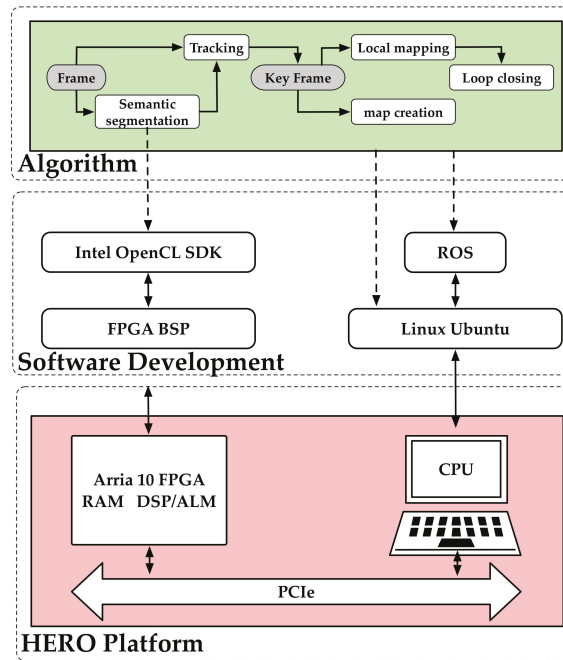 Tracking
Local mapping
Frame
Key Frame
Loop closing
Semantic
segmentation
map creation
Algorithm
Intel OpenCL SDK
ROS
FPGA BSP
Linux Ubuntu
Software Development
Arria 10 FPGA
RAM DSP/ALM
CPU
PCIe
HERO Platform